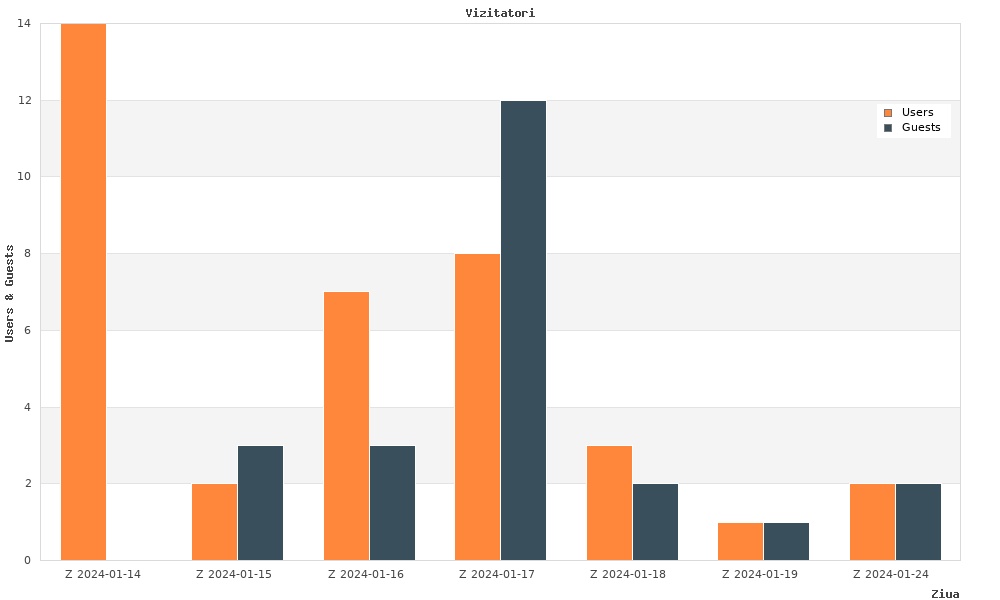 Vizitatori
14
12
10
8
6
4
2
0
Users & Guests
Users
Guests
Z 2024-01-14
Z 2024-01-15
Z 2024-01-16
Z 2024-01-17
Z 2024-01-18
Z 2024-01-19
Z 2024-01-24
Ziua